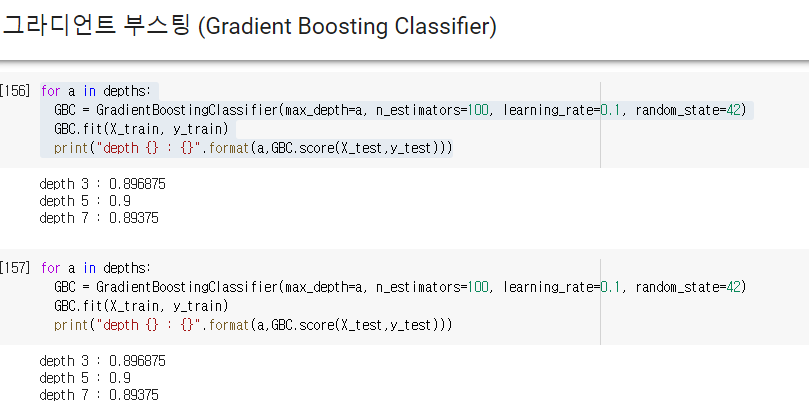 그라디언트 부스팅 (Gradient Boosting Classifier)
[156] for a in depths:
GBC = GradientBoostingClassifier(max_depth=a, n_estimators=100, learning_rate=0.1, random_state=42)
GBC.fit(X_train, y_train)
print("depth {} : {}".format(a,GBC.score(X_test,y_test)))
depth 3 : 0.896875
depth 5 : 0.9
depth 7 : 0.89375
[157] for a in depths:
GBC = GradientBoostingClassifier(max_depth=a, n_estimators=100, learning_rate=0.1, random_state=42)
GBC.fit(X_train, y_train)
print("depth {} : {}".format(a,GBC.score(X_test,y_test)))
depth 3 : 0.896875
depth 5 : 0.9
depth 7 : 0.89375